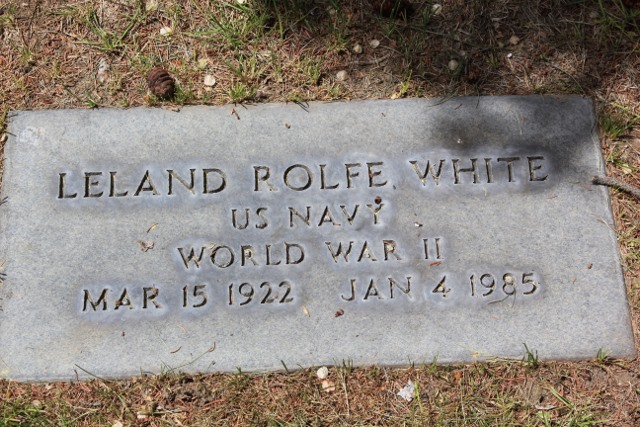 LELAND ROLFE WHITE
US NAVY
WORLD WAR II
MAR 15 1922 JAN 4 1985